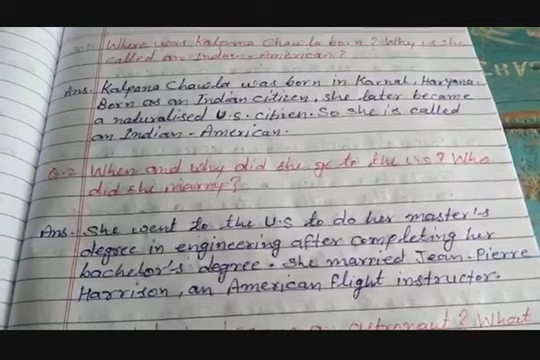 Q.1 Where was Kalpana Chawla born? Why is she
called an Indian-American?
Ans. Kalpana Chawla was born in Karnal, Haryana.
Born as an Indian citizen, she later became
a naturalised U.S. citizen. So she is called
an Indian-American.
Q.2 When and why did she go to the U.S? Who
did she marry?
Ans. She went to the U.S to do her master's
degree in engineering after completing her
bachelor's degree. She married Jean-Pierre
Harrison, an American flight instructor.
an astronaut? What